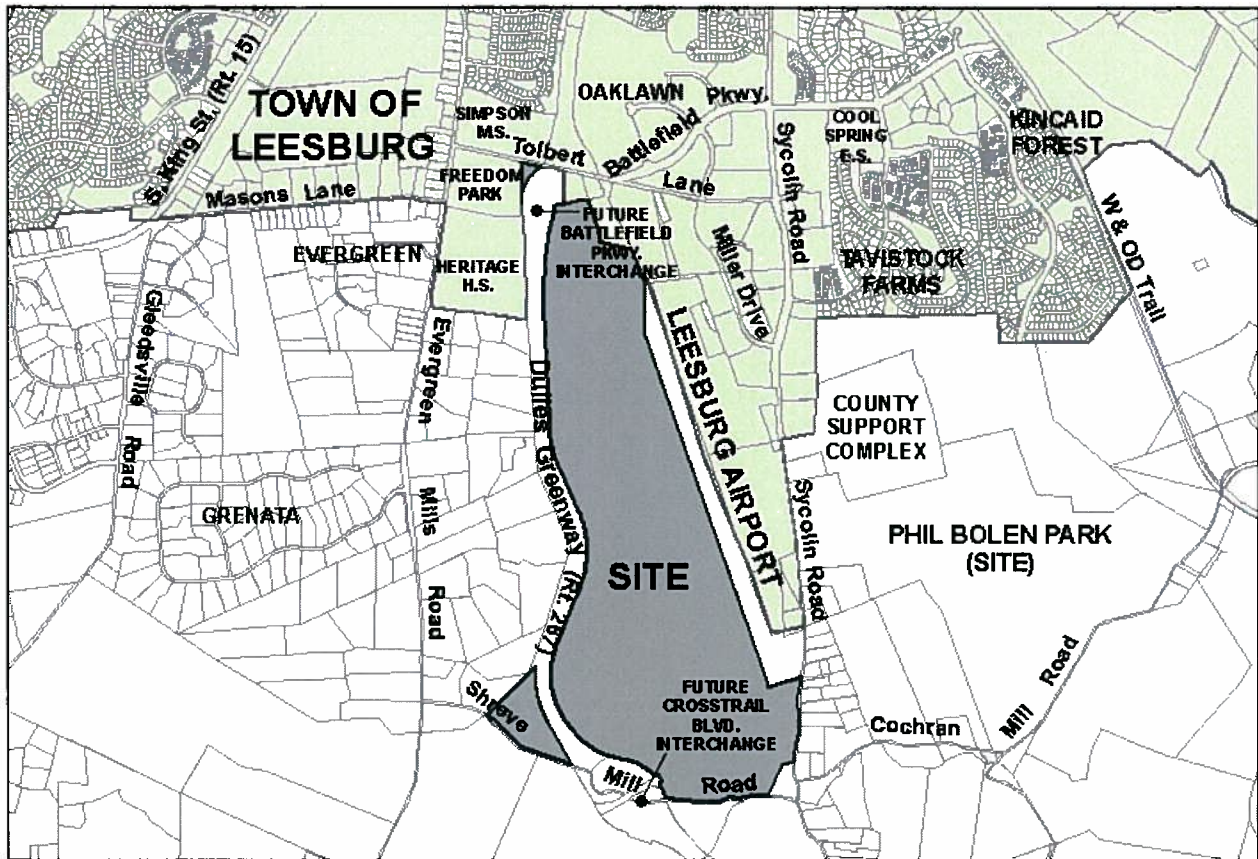 S. King St. (Rt. 15)
TOWN OF
LEESBURG
SIMPSON
M.S.
OAKLAWN
Battlefield Pkwy.
Tolbert Lane
Sycolin Road
COOL
SPRING
E.S.
KINCAID
FOREST
Masons Lane
FREEDOM
PARK
FUTURE
BATTLEFIELD
PKWY.
INTERCHANGE
W & OD Trail
EVERGREEN
HERITAGE
H.S.
Miller Drive
TAVISTOCK
FARMS
Gleedsville Road
Evergreen Mills Road
Dulles Greenway (Rt. 267)
LEESBURG AIRPORT
COUNTY
SUPPORT
COMPLEX
GRENATA
Sycolin Road
PHIL BOLEN PARK
(SITE)
SITE
Shreve Mill Road
FUTURE
CROSSTRAIL
BLVD.
INTERCHANGE
Cochran Mill Road